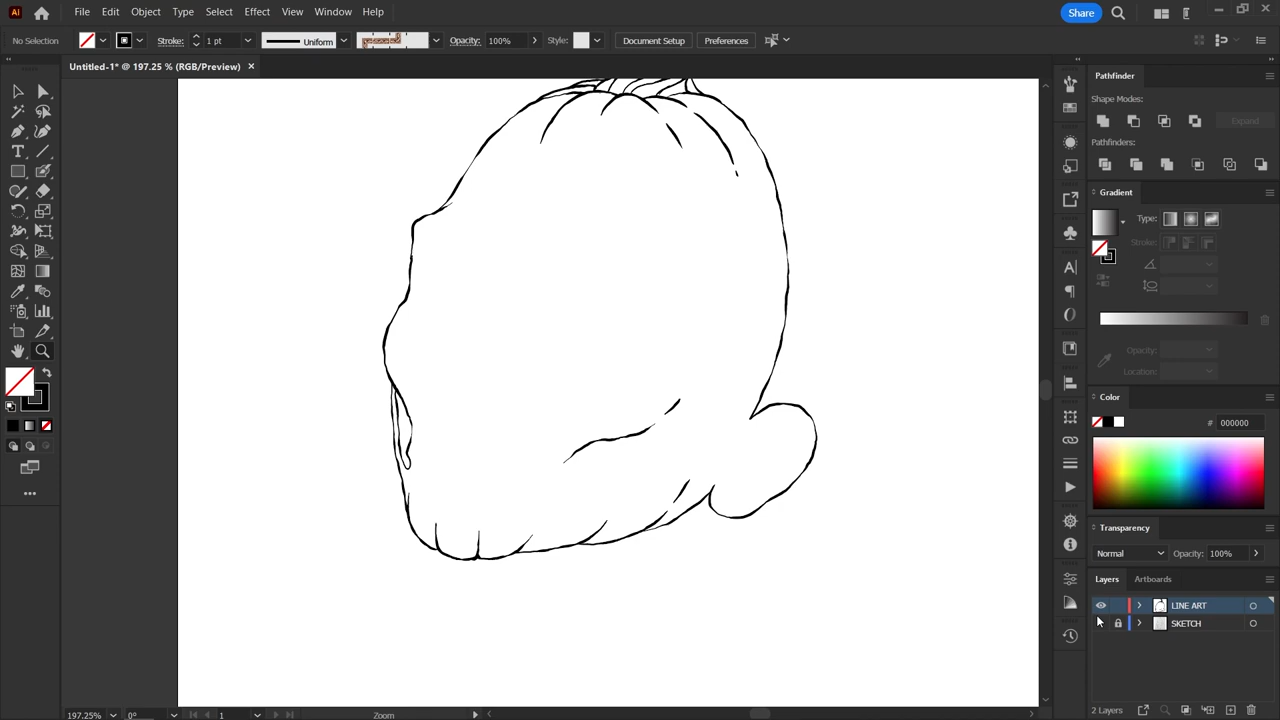 Ai File Edit Object Type Select Effect View Window Help Share
No Selection Stroke: 1 pt Uniform Opacity: 100% Style: Document Setup Preferences
Untitled-1* @ 197.25 % (RGB/Preview)
Pathfinder
Shape Modes:
Expand
Pathfinders:
Gradient
Type:
Stroke:
Opacity:
Location:
Color
# 000000
Transparency
Normal Opacity: 100%
Layers Artboards
LINE ART
SKETCH
2 Layers
197.25% 0° 1 Zoom